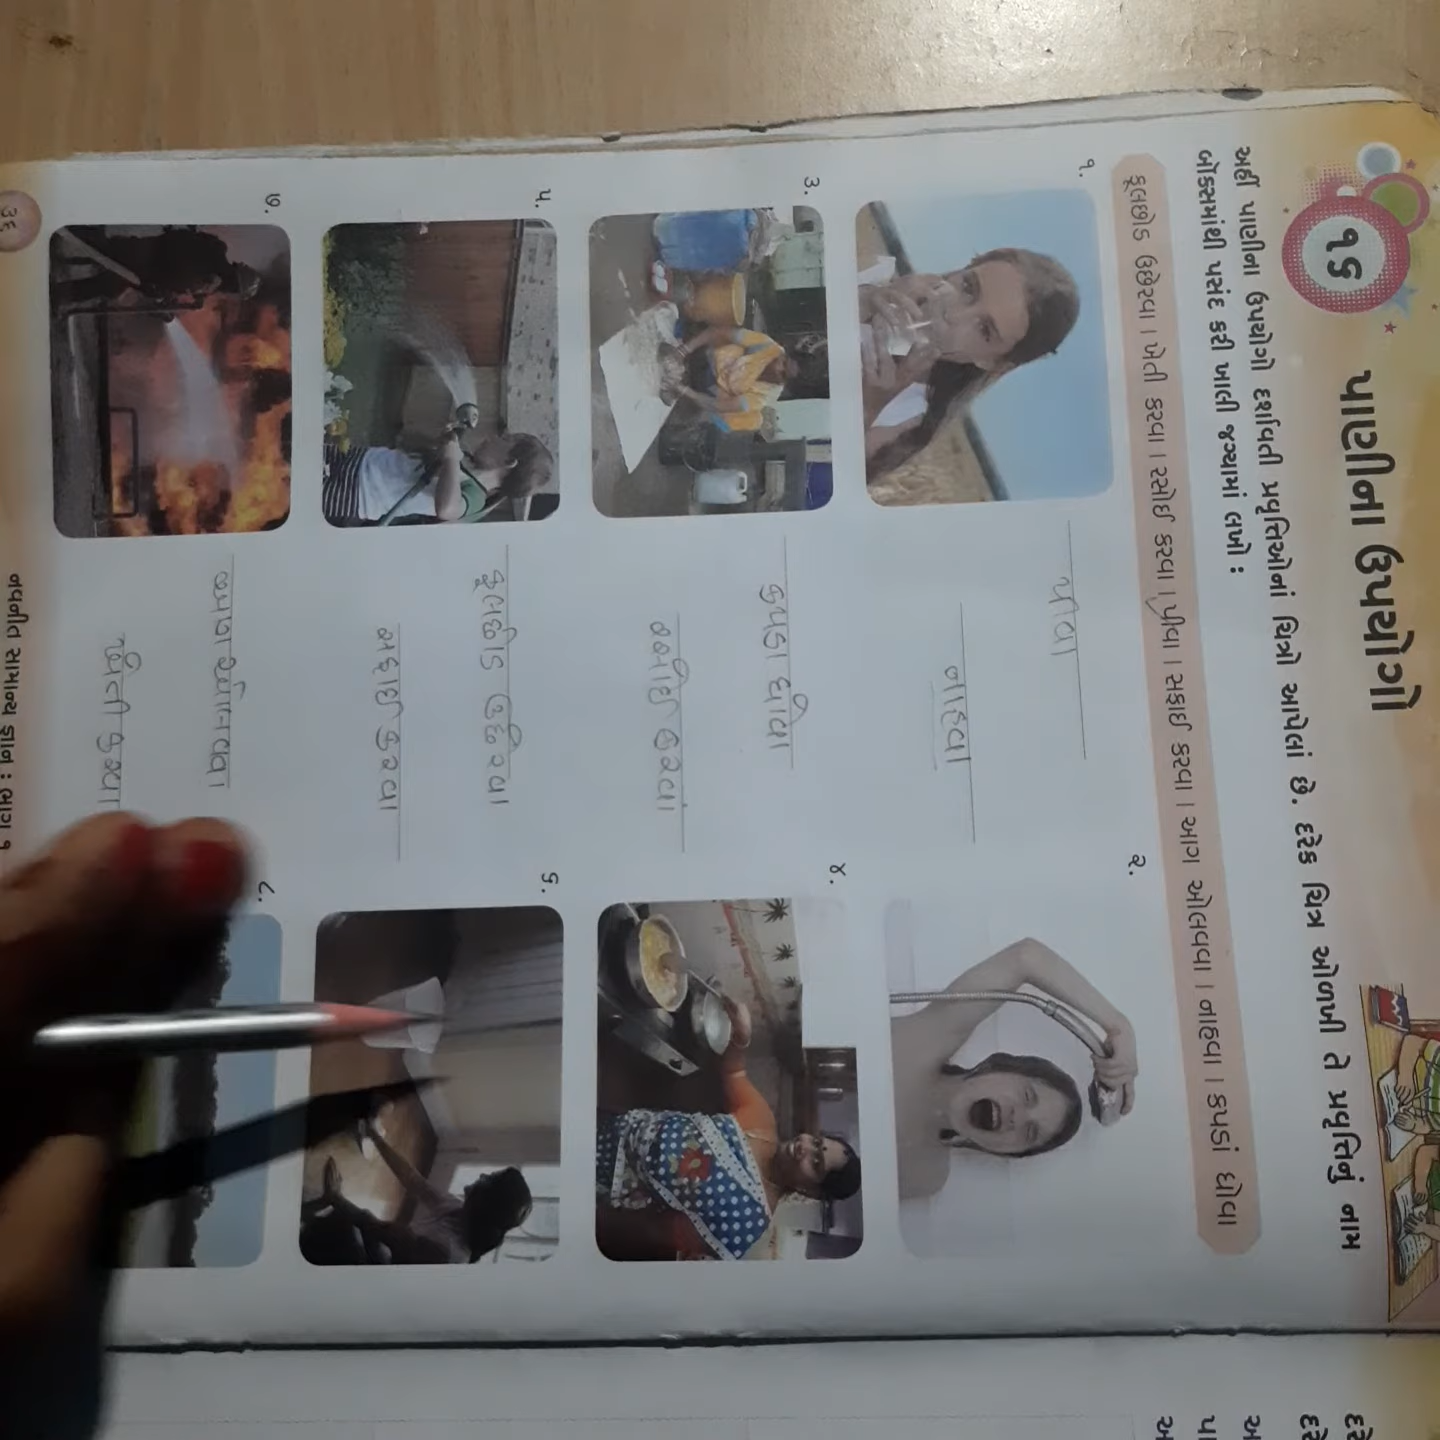 ૧૬
પાણીના ઉપયોગો
અહીં પાણીના ઉપયોગો દર્શાવતી પ્રવૃત્તિઓનાં ચિત્રો આપેલાં છે. દરેક ચિત્ર ઓળખી તે પ્રવૃત્તિનું નામ
બોક્સમાંથી પસંદ કરી ખાલી જગ્યામાં લખો :
ફૂલછોડ ઉછેરવા । ખેતી કરવા । રસોઈ કરવા । પીવા । સફાઈ કરવા । આગ ઓલવવા । નાહવા । કપડાં ધોવા
૧.
પીવા
૨.
નાહવા
૩.
કપડા ધોવા
૪.
રસોઈ કરવા
૫.
ફૂલછોડ ઉછેરવા
૬.
સફાઈ કરવા
૭.
૮.
ખેતી કરવા
૩૬
નવનીત સામાન્ય જ્ઞાન : ભાગ ૧